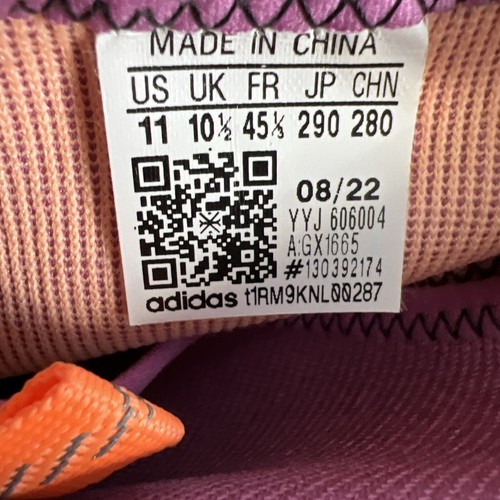 MADE IN CHINA
US UK FR JP CHN
11 10½ 45⅓ 290 280
08/22
YYJ 606004
A:GX1665
#130392174
adidas t1RM9KNL00287